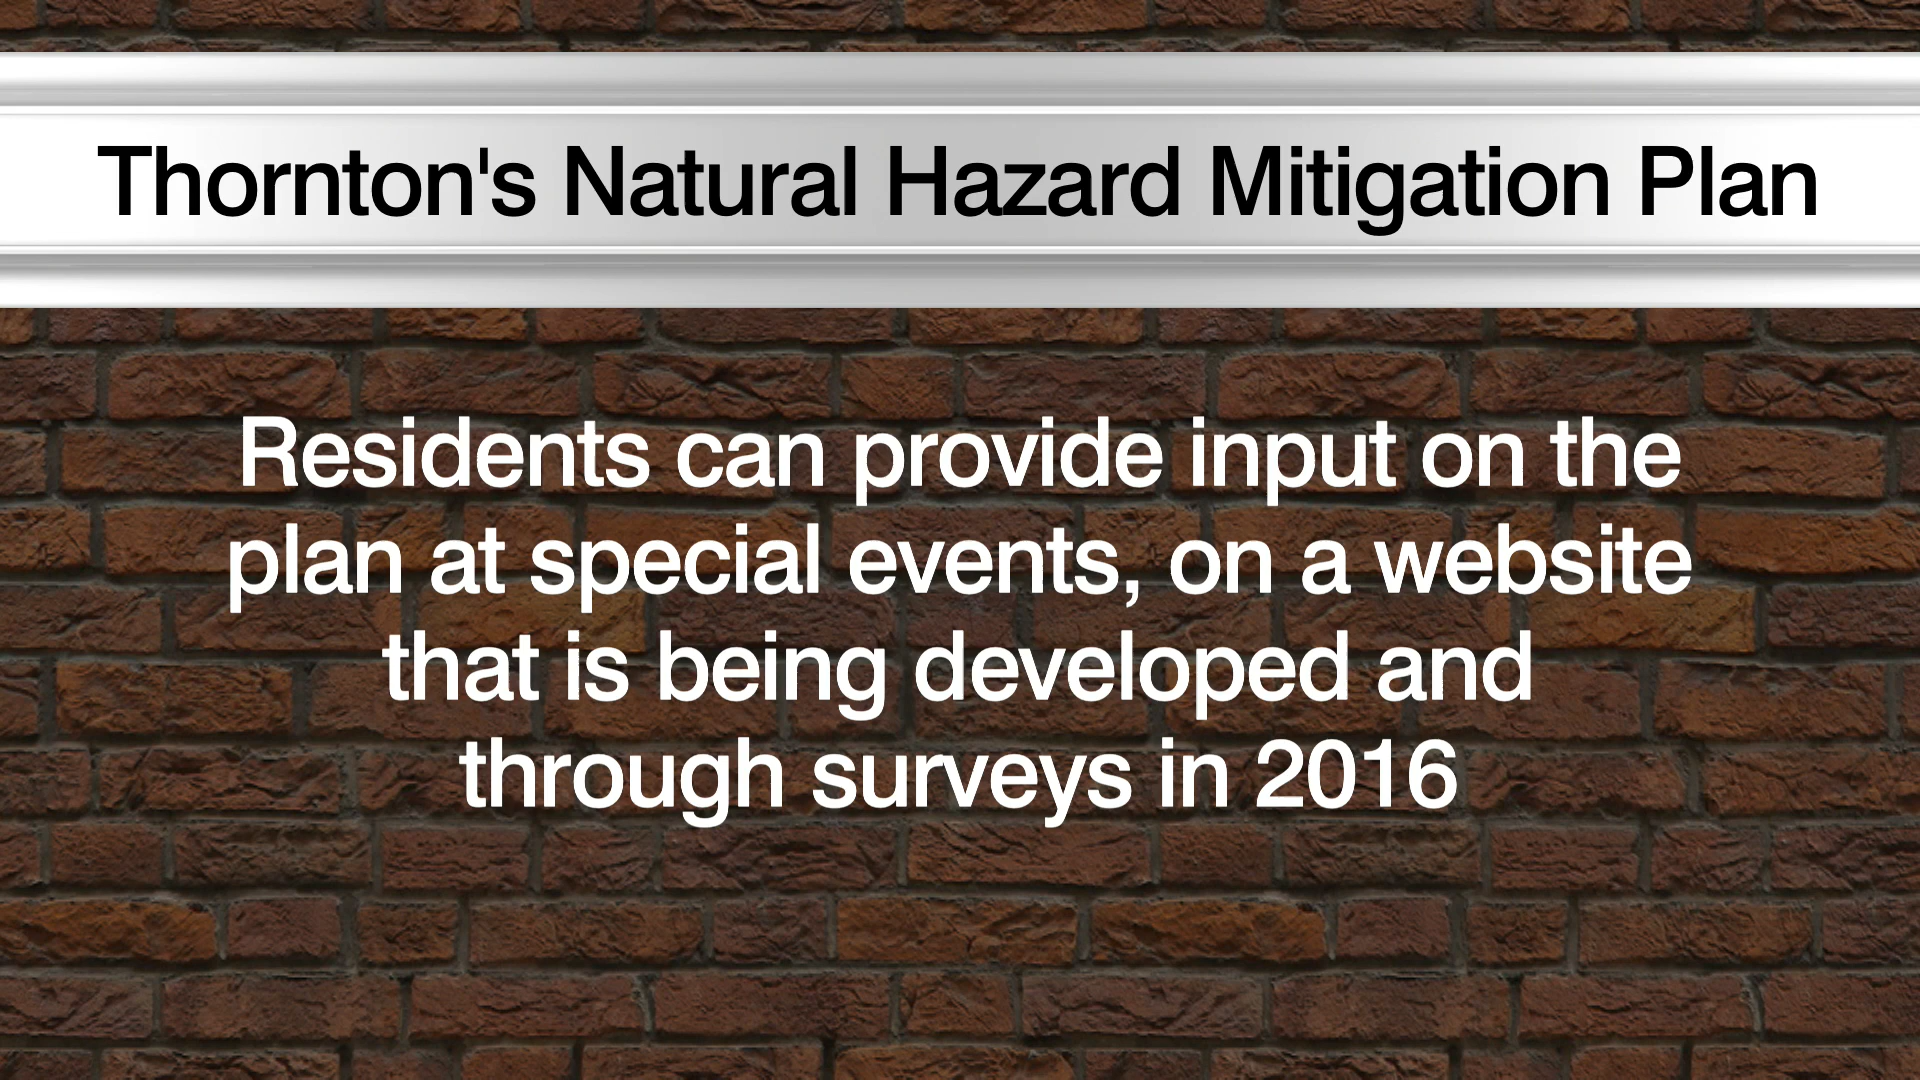 Thornton's Natural Hazard Mitigation Plan
Residents can provide input on the
plan at special events, on a website
that is being developed and
through surveys in 2016